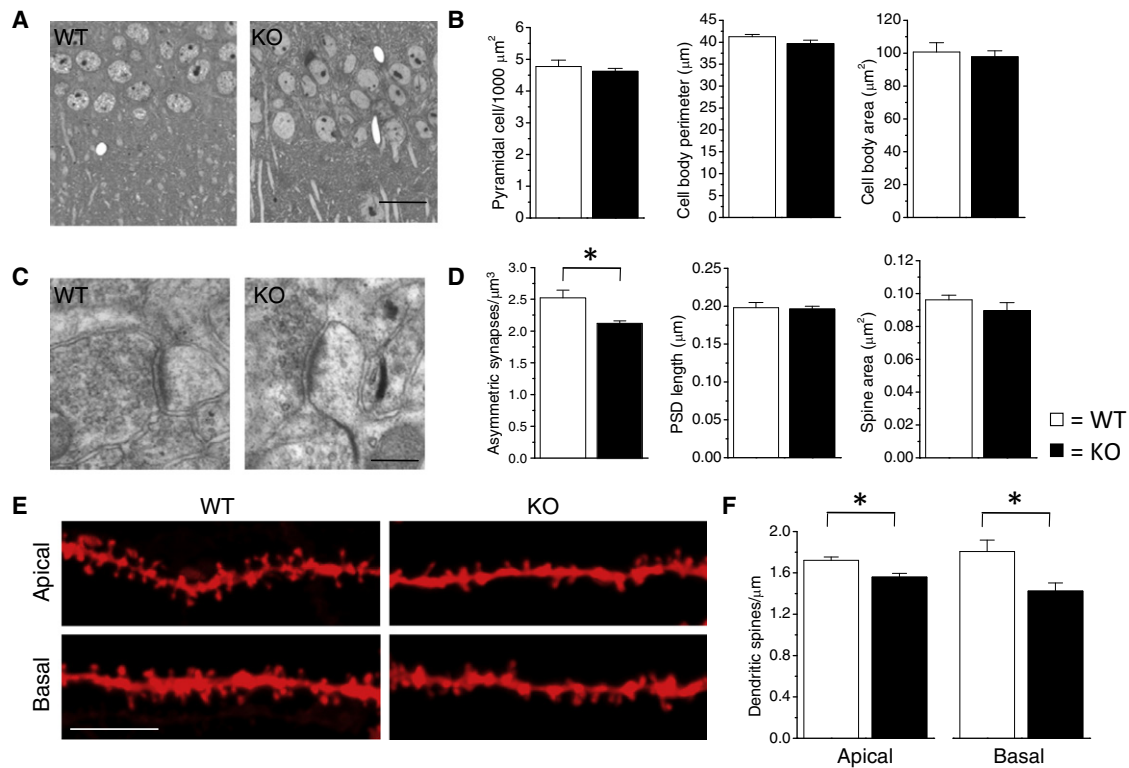 A
WT
KO
B
Pyramidal cell/1000 μm²
0
1
2
3
4
5
6
Cell body perimeter (μm)
0
5
10
15
20
25
30
35
40
45
Cell body area (μm²)
0
20
40
60
80
100
120
C
WT
KO
D
*
Asymmetric synapses/μm³
0.0
0.5
1.0
1.5
2.0
2.5
3.0
PSD length (μm)
0.00
0.05
0.10
0.15
0.20
0.25
Spine area (μm²)
0.00
0.02
0.04
0.06
0.08
0.10
0.12
= WT
= KO
E
WT
KO
Apical
Basal
F
*
*
Dendritic spines/μm
0.0
0.4
0.8
1.2
1.6
2.0
Apical
Basal